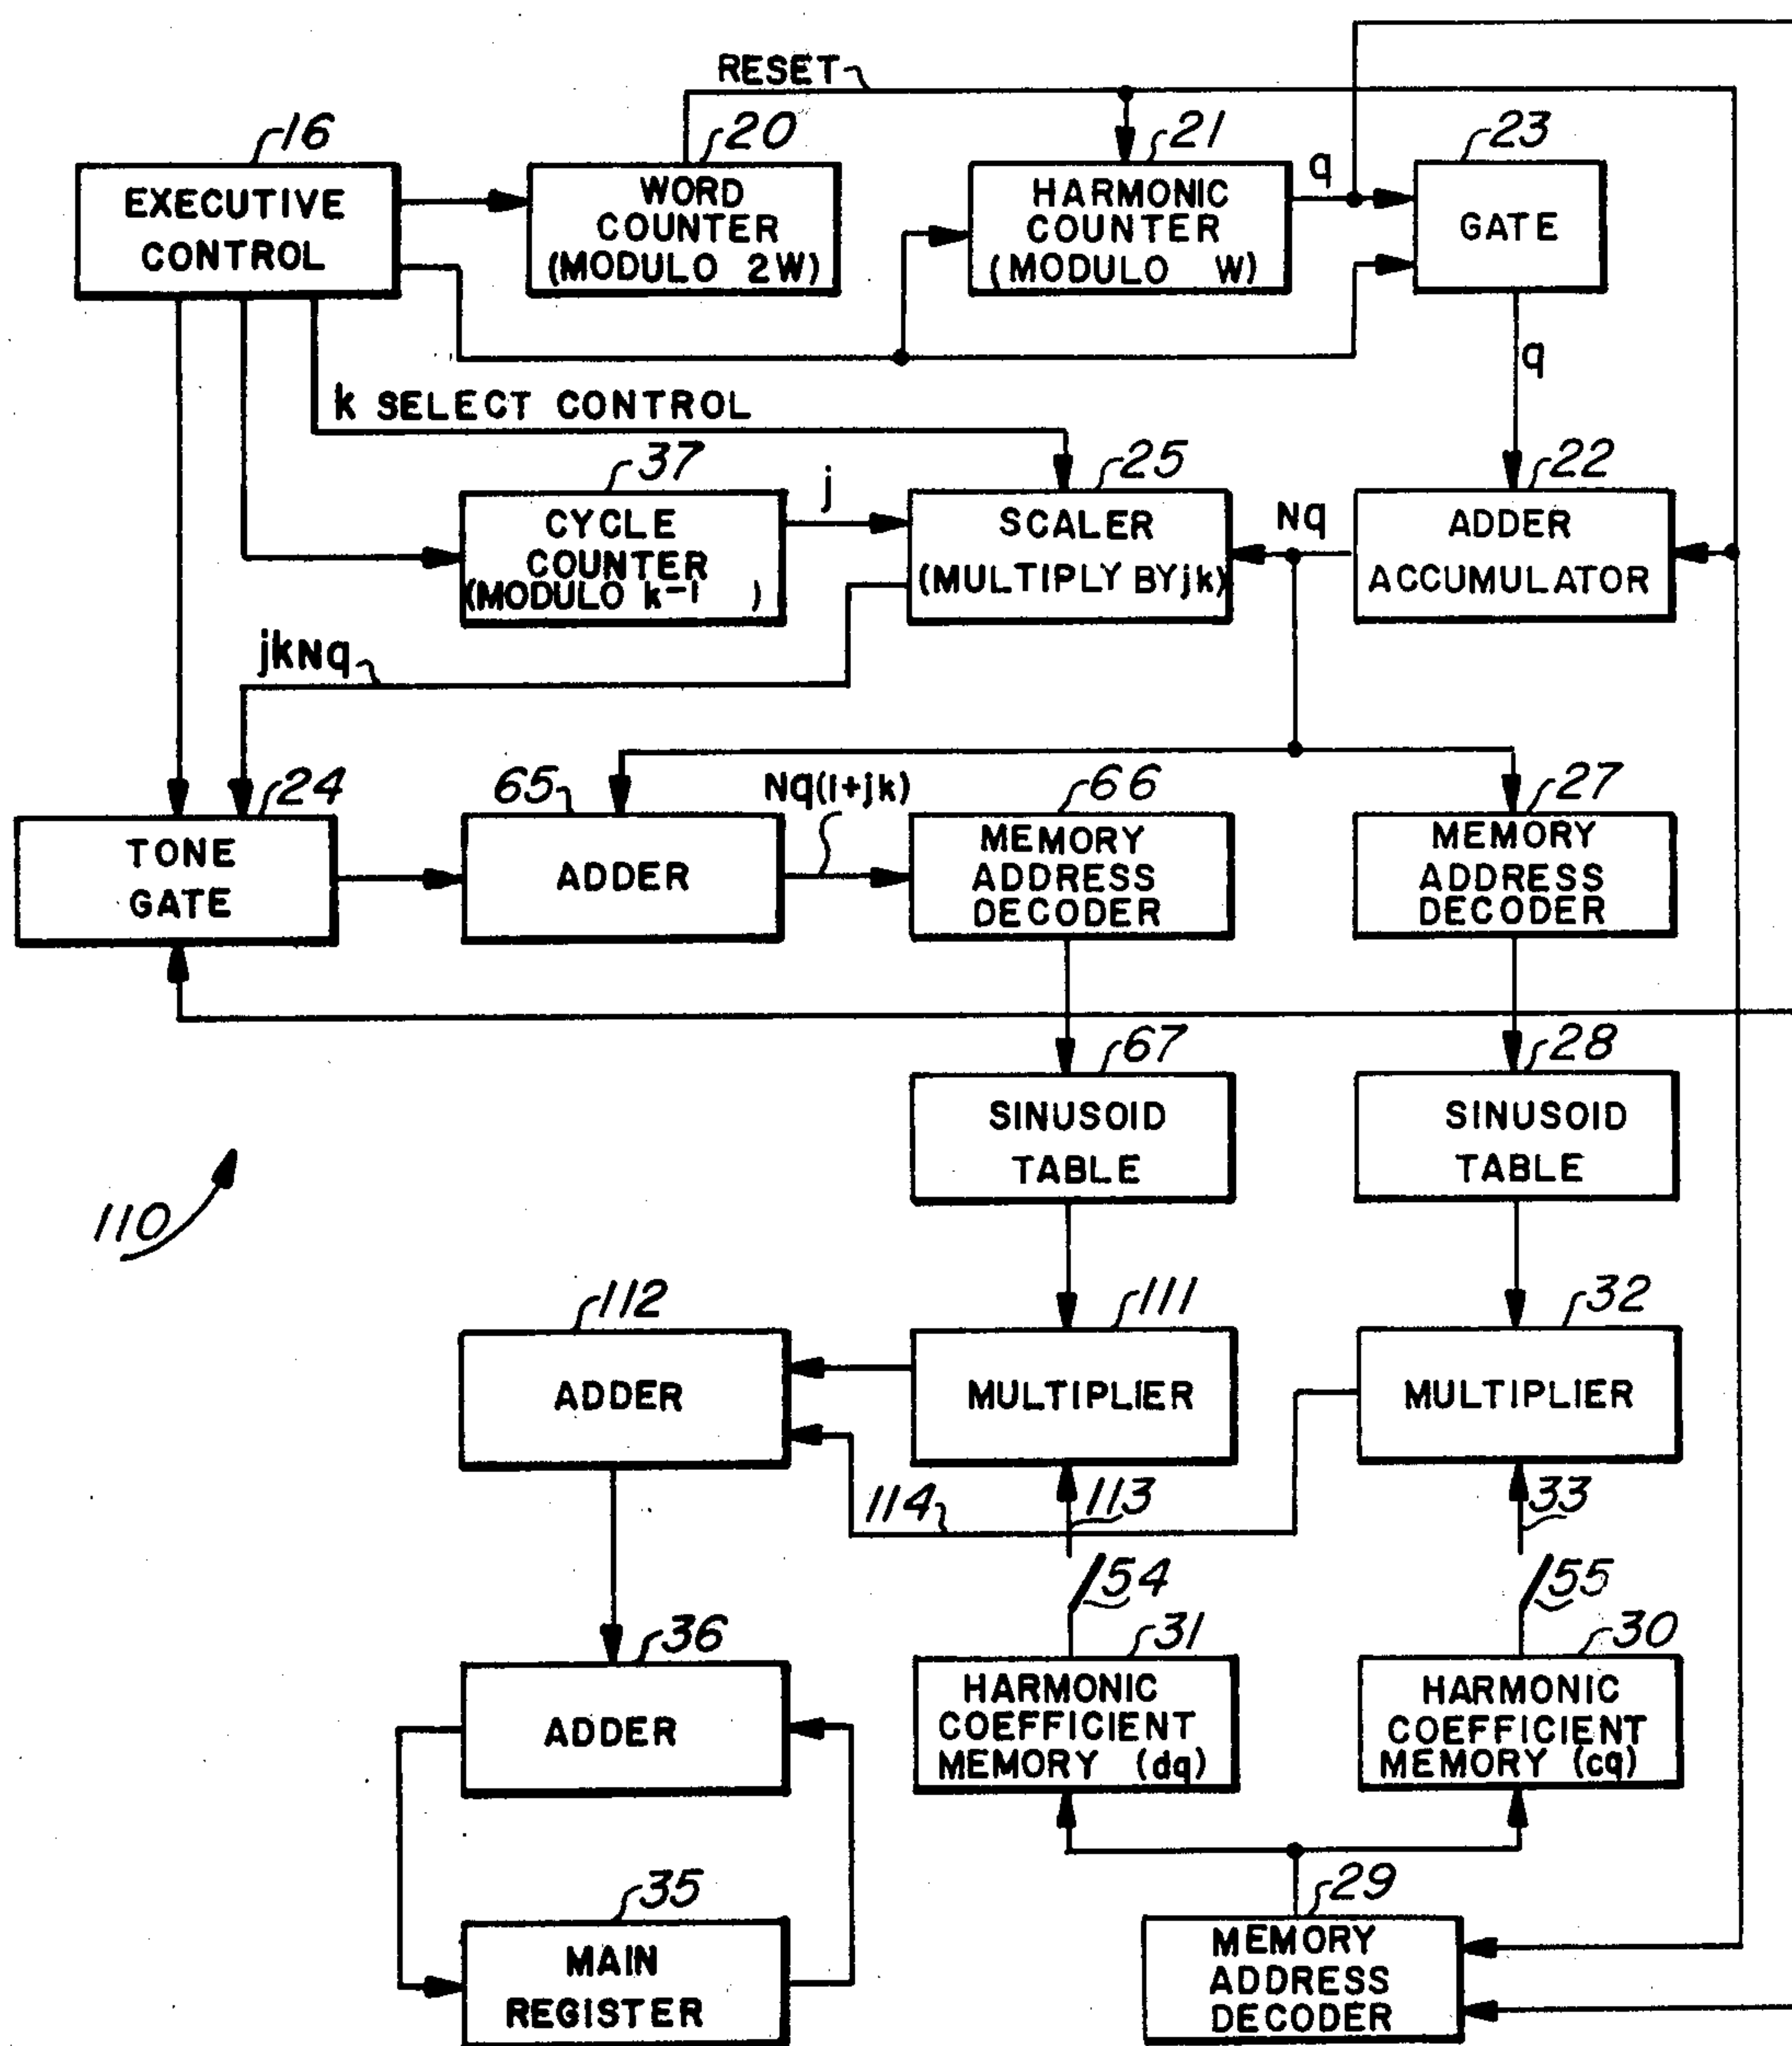 RESET
16
20
21
23
EXECUTIVE
CONTROL
WORD
COUNTER
(MODULO 2W)
HARMONIC
COUNTER
(MODULO W)
q
GATE
q
k SELECT CONTROL
37
25
22
CYCLE
COUNTER
(MODULO k-1 )
j
SCALER
(MULTIPLY BY jk)
Nq
ADDER
ACCUMULATOR
jkNq
24
65
Nq(1+jk)
66
27
TONE
GATE
ADDER
MEMORY
ADDRESS
DECODER
MEMORY
ADDRESS
DECODER
67
28
SINUSOID
TABLE
SINUSOID
TABLE
110
112
111
32
ADDER
MULTIPLIER
MULTIPLIER
114
113
33
54
55
36
31
30
ADDER
HARMONIC
COEFFICIENT
MEMORY (dq)
HARMONIC
COEFFICIENT
MEMORY (cq)
35
29
MAIN
REGISTER
MEMORY
ADDRESS
DECODER